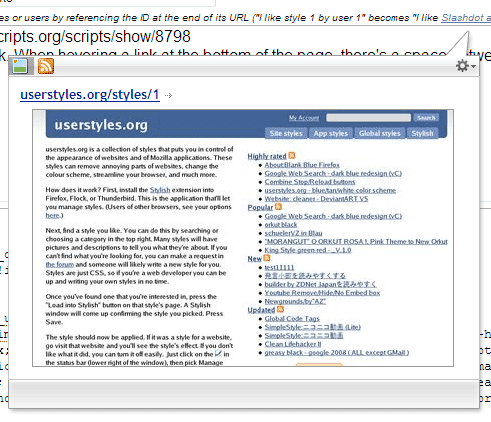 les or users by referencing the ID at the end of its URL ("I like style 1 by user 1" becomes "I like Slashdot a
cripts.org/scripts/show/8798
k. When hovering a link at the bottom of the page, there's a space betwe
userstyles.org/styles/1
My Account
Search
userstyles.org
Site styles App styles Global styles Stylish
userstyles.org is a collection of styles that puts you in control of
the appearance of websites and of Mozilla applications. These
styles can remove annoying parts of websites, change the
colour scheme, streamline your browser, and much more.
How does it work? First, install the Stylish extension into
Firefox, Flock, or Thunderbird. This is the application that'll let
you manage styles. (Users of other browsers, see your options
here.)
Next, find a style you like. You can do this by searching or
choosing a category in the top right. Many styles will have
pictures and descriptions to tell you what they're about. If you
can't find what you're looking for, you can make a request in
the forum and someone will likely write a new style for you.
Styles are just CSS, so if you're a web developer you can be
up and writing your own styles in no time.
Once you've found one that you're interested in, press the
"Load into Stylish" button on that style's page. A Stylish
window will come up confirming the style you picked. Press
Save.
The style should now be applied. If it was a style for a website,
go visit that website and you'll see the style's effect. If you don't
like what it did, you can turn it off easily. Just click on the
in
the status bar (lower right of the window), then pick Manage
Highly rated
About:Blank Blue Firefox
Google Web Search - dark blue redesign (vC)
Combine Stop/Reload buttons
userstyles.org - blue/tan/white color scheme
Website: cleaner - DeviantART V5
Popular
Google Web Search - dark blue redesign (vC)
orkut black
schuelerVZ in Blau
"MORANGUT" O ORKUT ROSA !, Pink Theme to New Orkut
King Style green red - _V.1.0
New
test11111
発言小町を読みやすくする
builder by ZDNet Japanを読みやすく
Youtube Remove/Hide/No Embed box
Newgrounds/by"AZ"
Updated
Global Code Tags
SimpleStyle:ニコニコ動画 (Lite)
SimpleStyle:ニコニコ動画
Clean Lifehacker II
greasy black - google 2008 ( ALL except GMail )